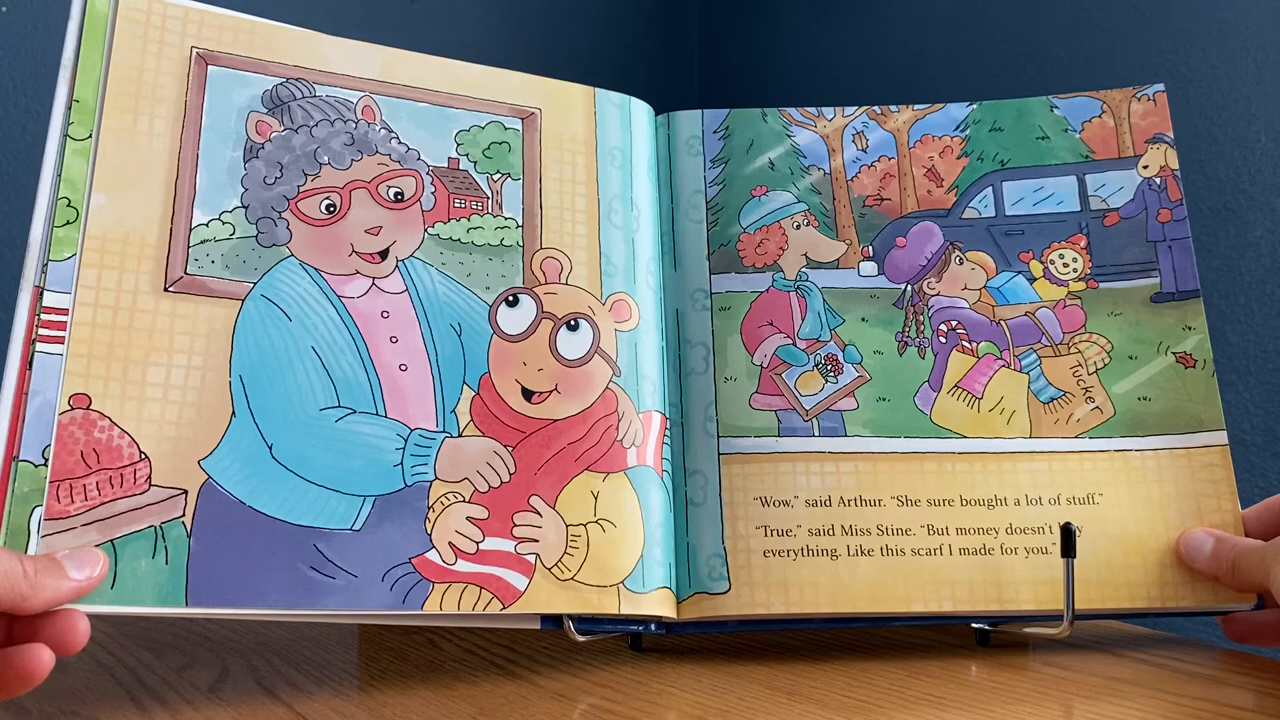 Tucker
“Wow,” said Arthur. “She sure bought a lot of stuff.”
“True,” said Miss Stine. “But money doesn’t
everything. Like this scarf I made for you.”